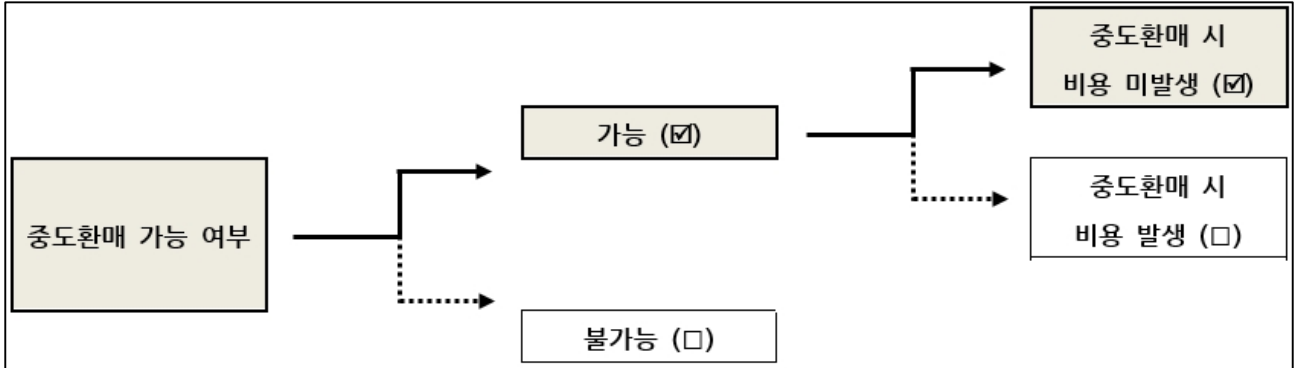 중도환매 가능 여부
가능 (☑)
불가능 (□)
중도환매 시
비용 미발생 (☑)
중도환매 시
비용 발생 (□)